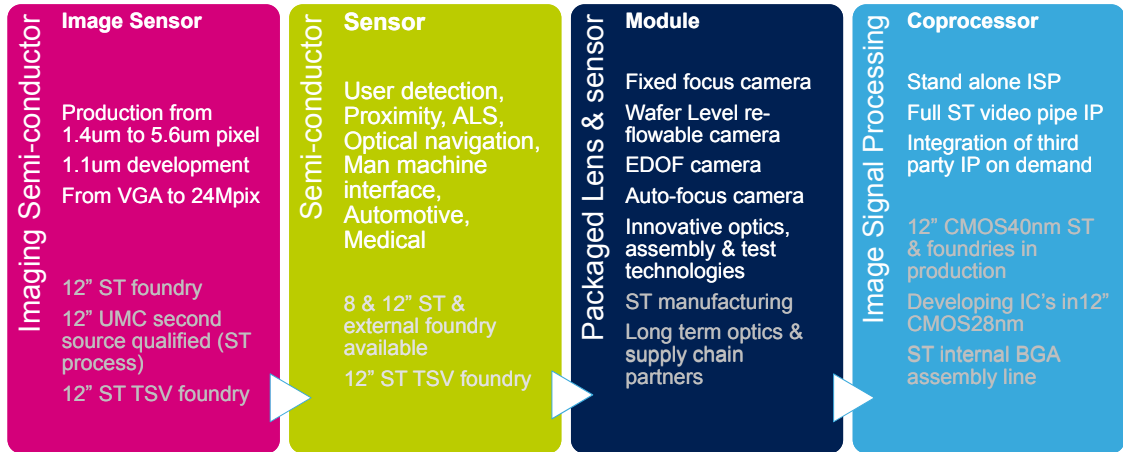 Imaging Semi-conductor
Image Sensor
Production from
1.4um to 5.6um pixel
1.1um development
From VGA to 24Mpix
12” ST foundry
12” UMC second
source qualified (ST
process)
12” ST TSV foundry
Semi-conductor
Sensor
User detection,
Proximity, ALS,
Optical navigation,
Man machine
interface,
Automotive,
Medical
8 & 12” ST &
external foundry
available
12” ST TSV foundry
Packaged Lens & sensor
Module
Fixed focus camera
Wafer Level re-
flowable camera
EDOF camera
Auto-focus camera
Innovative optics,
assembly & test
technologies
ST manufacturing
Long term optics &
supply chain
partners
Image Signal Processing
Coprocessor
Stand alone ISP
Full ST video pipe IP
Integration of third
party IP on demand
12” CMOS40nm ST
& foundries in
production
Developing IC’s in12”
CMOS28nm
ST internal BGA
assembly line